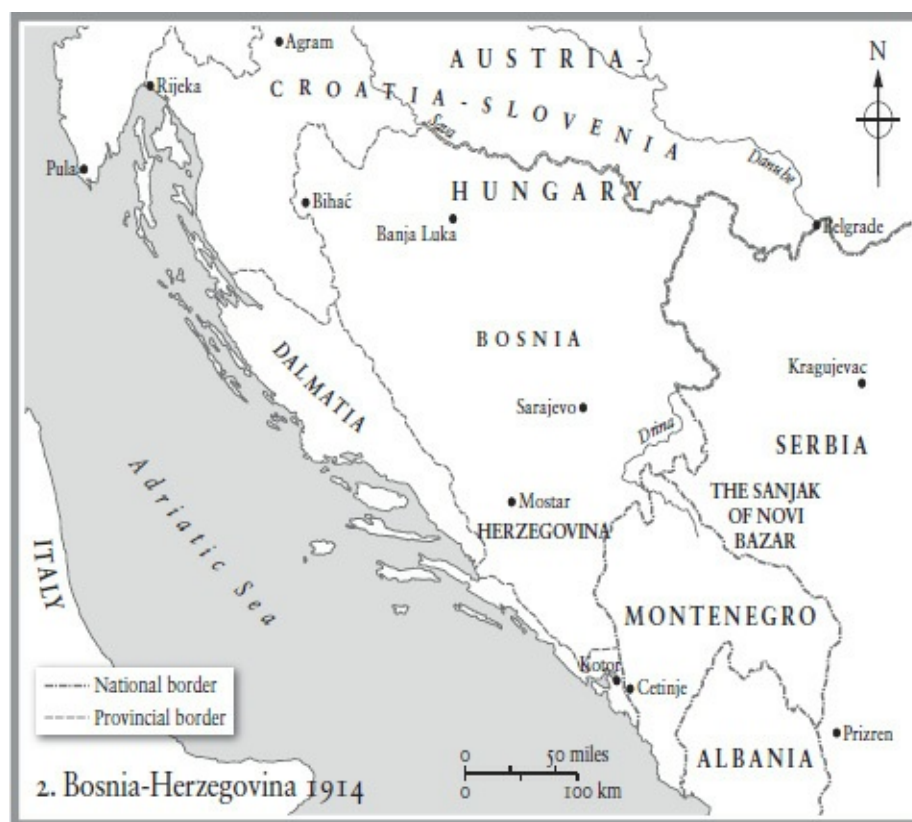 Agram
AUSTRIA-
Rijeka
CROATIA-SLOVENIA
N
Sava
Pula
Danube
HUNGARY
Bihać
Banja Luka
Belgrade
BOSNIA
DALMATIA
Kragujevac
Sarajevo
Drina
SERBIA
Adriatic Sea
Mostar
THE SANJAK
OF NOVI
BAZAR
HERZEGOVINA
ITALY
MONTENEGRO
Kotor
Cetinje
National border
Provincial border
Prizren
ALBANIA
0 50 miles
0 100 km
2. Bosnia-Herzegovina 1914